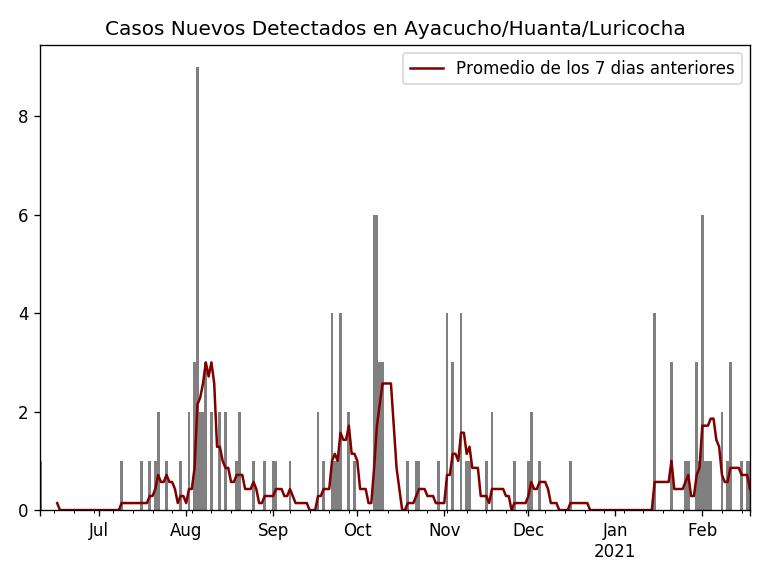 Casos Nuevos Detectados en Ayacucho/Huanta/Luricocha
Promedio de los 7 dias anteriores
8
6
4
2
0
Jul Aug Sep Oct Nov Dec Jan Feb
2021